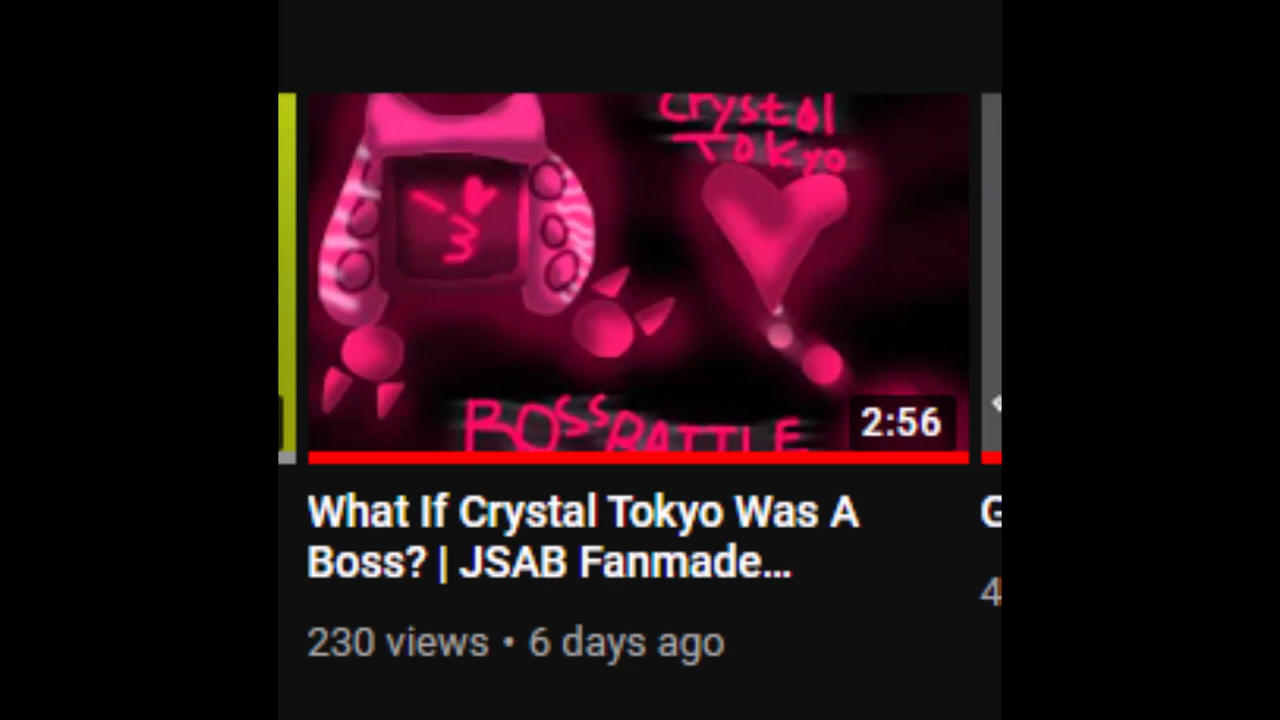 Crystal
Tokyo
BOSS BATTLE
2:56
What If Crystal Tokyo Was A
Boss? | JSAB Fanmade...
G
230 views • 6 days ago
4